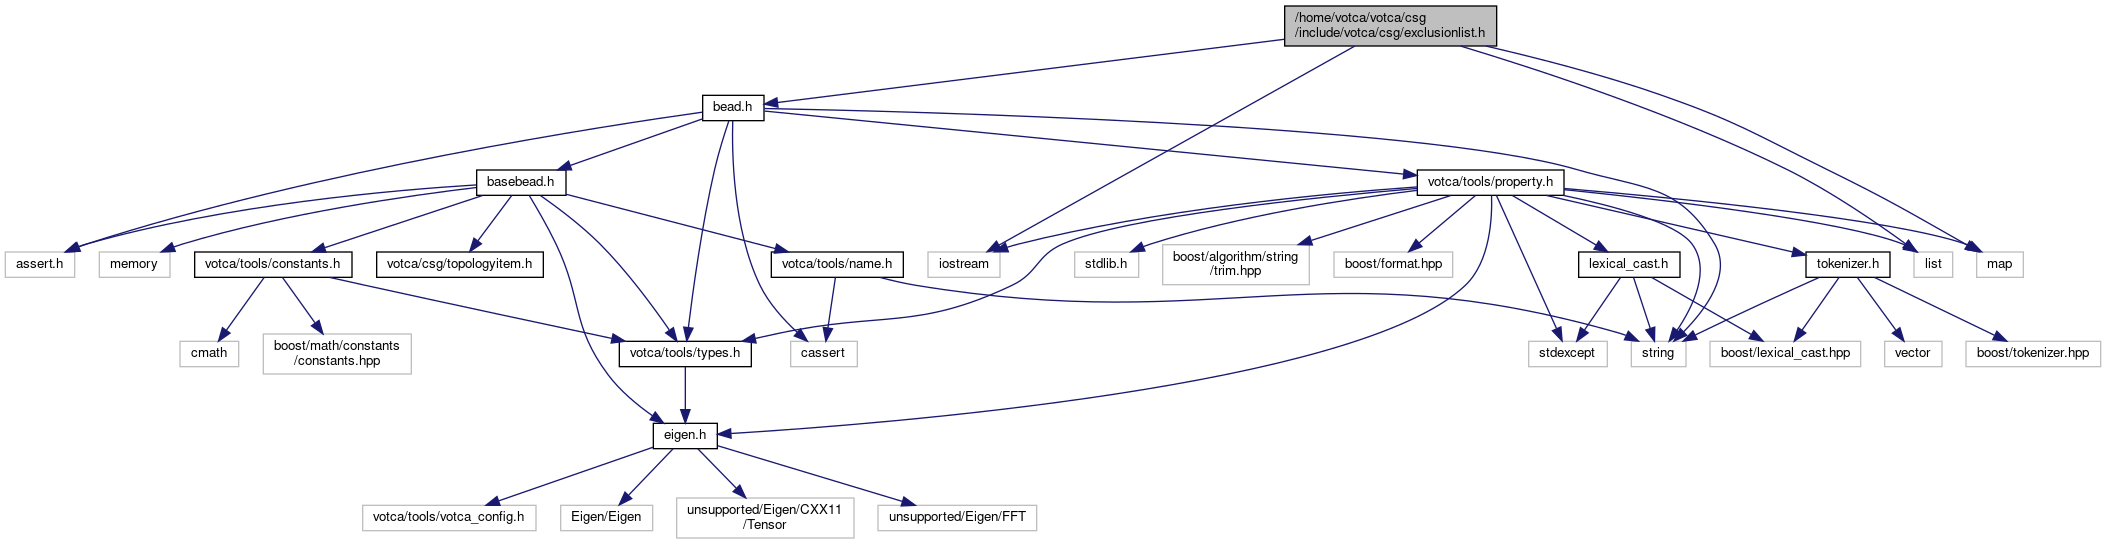 /home/votca/votca/csg
/include/votca/csg/exclusionlist.h
bead.h
basebead.h
votca/tools/property.h
assert.h
memory
votca/tools/constants.h
votca/csg/topologyitem.h
votca/tools/name.h
iostream
stdlib.h
boost/algorithm/string
/trim.hpp
boost/format.hpp
lexical_cast.h
tokenizer.h
list
map
cmath
boost/math/constants
/constants.hpp
votca/tools/types.h
cassert
stdexcept
string
boost/lexical_cast.hpp
vector
boost/tokenizer.hpp
eigen.h
votca/tools/votca_config.h
Eigen/Eigen
unsupported/Eigen/CXX11
/Tensor
unsupported/Eigen/FFT